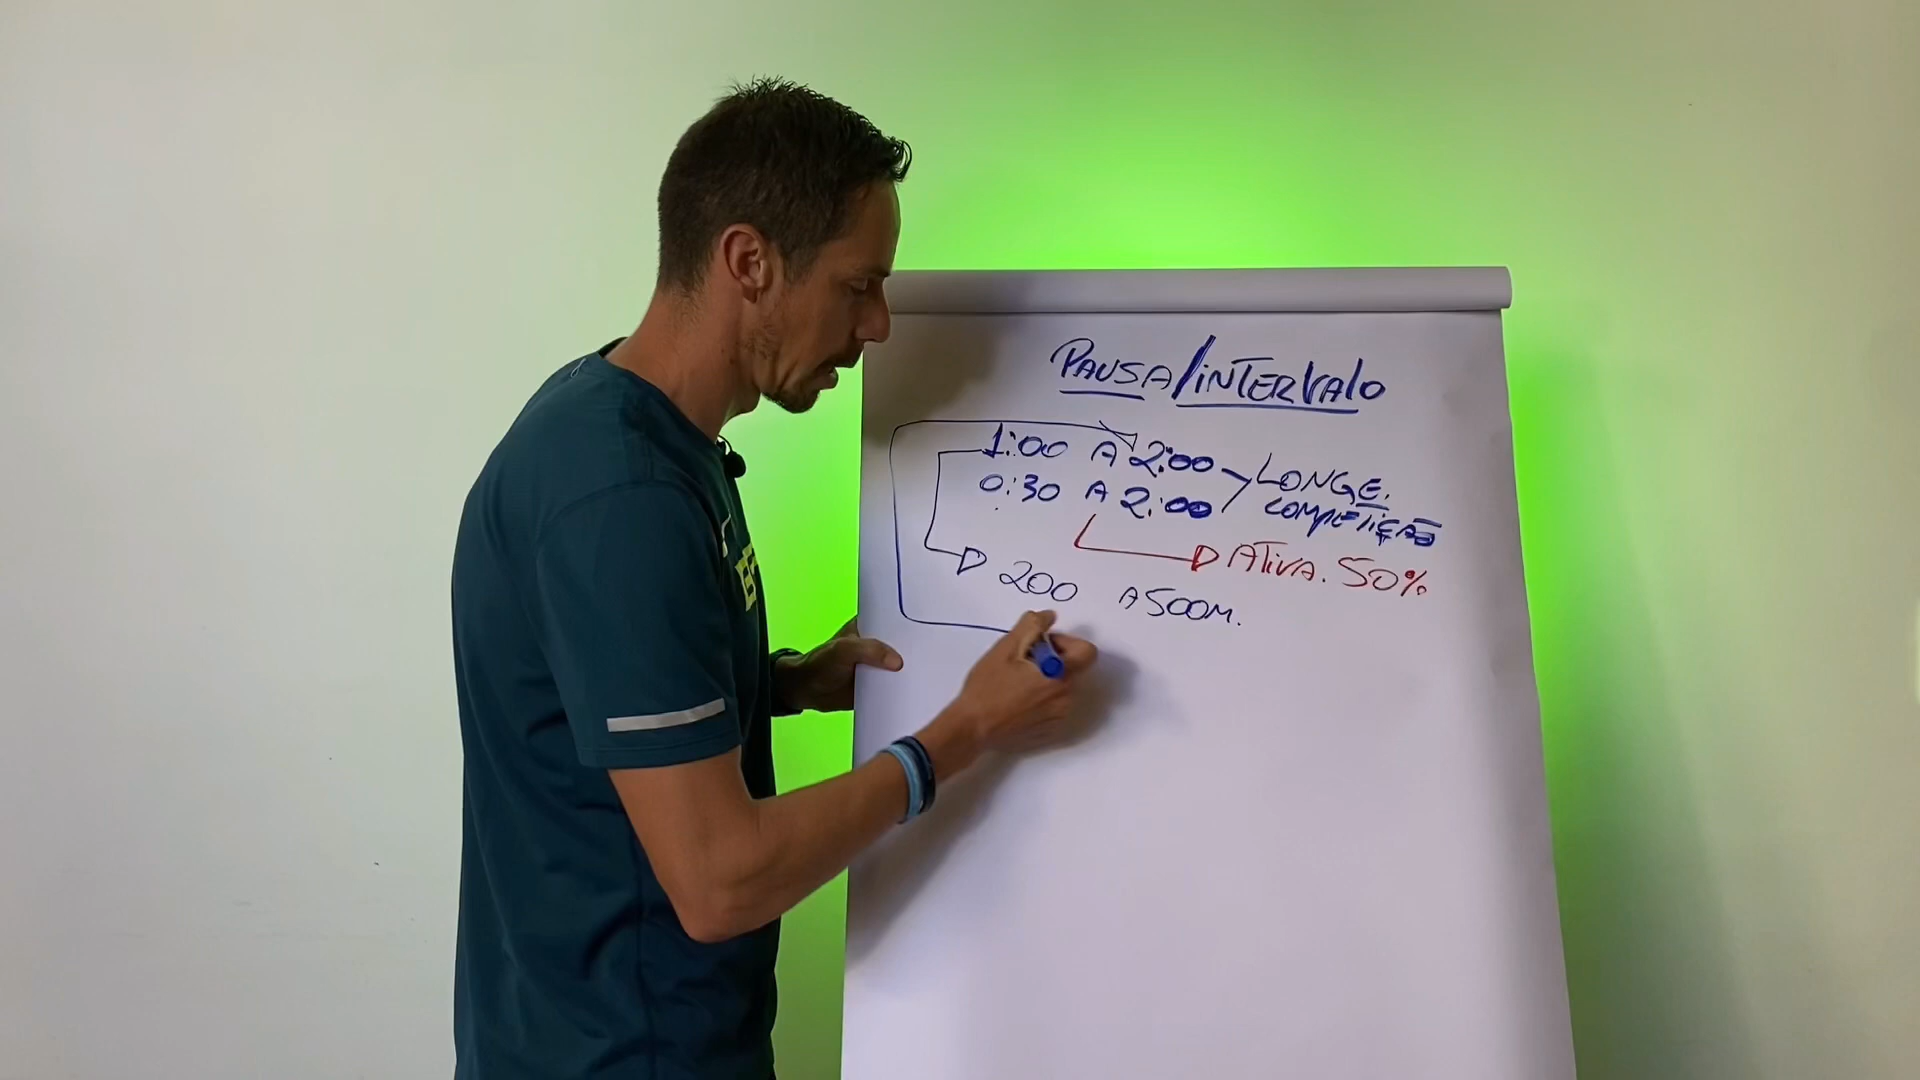 PAUSA/INTERVALO
1:00 A 2:00
0:30 A 2:00
LONGE.
COMPETIÇÃO
ATIVA. 50%
200 A 500M.